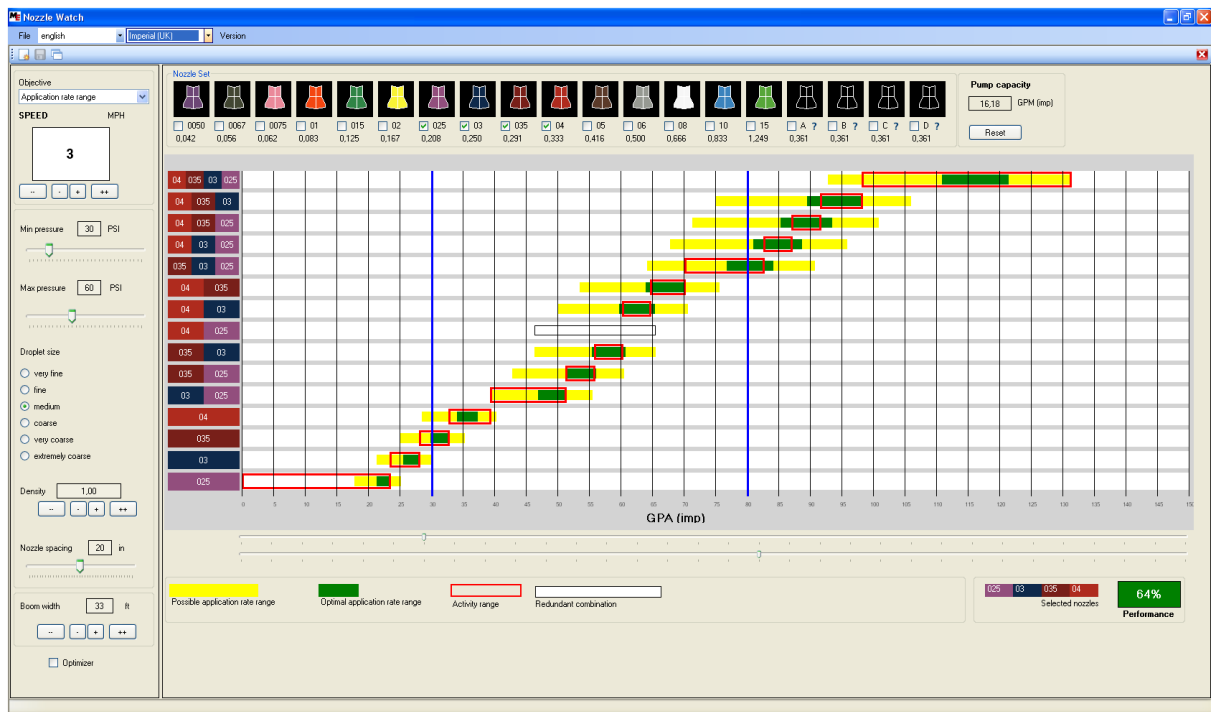 Nozzle Watch
File english Imperial (UK) Version
Objective
Application rate range
SPEED MPH
3
-- - + ++
Min pressure 30 PSI
Max pressure 60 PSI
Droplet size
very fine
fine
medium
coarse
very coarse
extremely coarse
Density 1,00
-- - + ++
Nozzle spacing 20 in
Boom width 33 ft
-- - + ++
Optimizer
Nozzle Set
0050 0067 0075 01 015 02 025 03 035 04 05 06 08 10 15 A ? B ? C ? D ?
0,042 0,056 0,062 0,083 0,125 0,167 0,208 0,250 0,291 0,333 0,416 0,500 0,666 0,833 1,249 0,361 0,361 0,361 0,361
Pump capacity
16,18 GPM (imp)
Reset
04 035 03 025
04 035 03
04 035 025
04 03 025
035 03 025
04 035
04 03
04 025
035 03
035 025
03 025
04
035
03
025
0 5 10 15 20 25 30 35 40 45 50 55 60 65 70 75 80 85 90 95 100 105 110 115 120 125 130 135 140 145 150
GPA (imp)
Possible application rate range
Optimal application rate range
Activity range
Redundant combination
025 03 035 04
Selected nozzles
64%
Performance